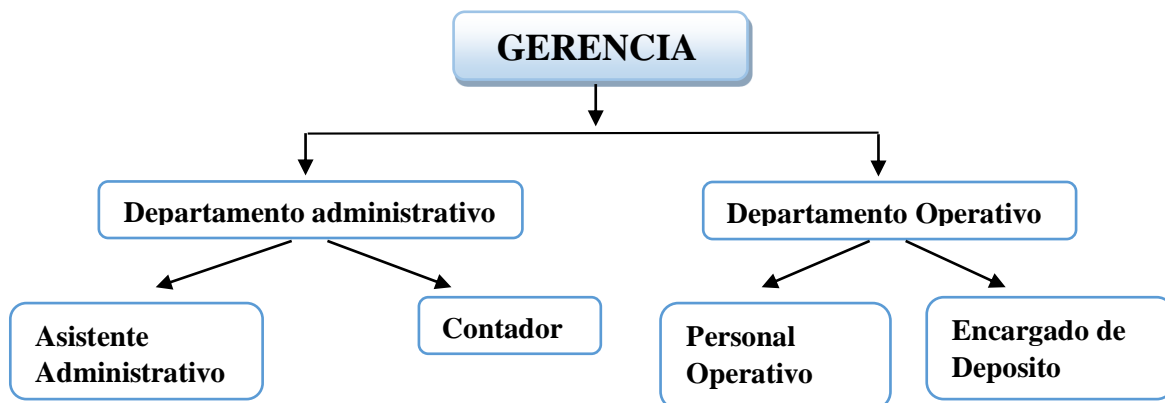 GERENCIA
Departamento administrativo
Departamento Operativo
Asistente
Administrativo
Contador
Personal
Operativo
Encargado de
Deposito